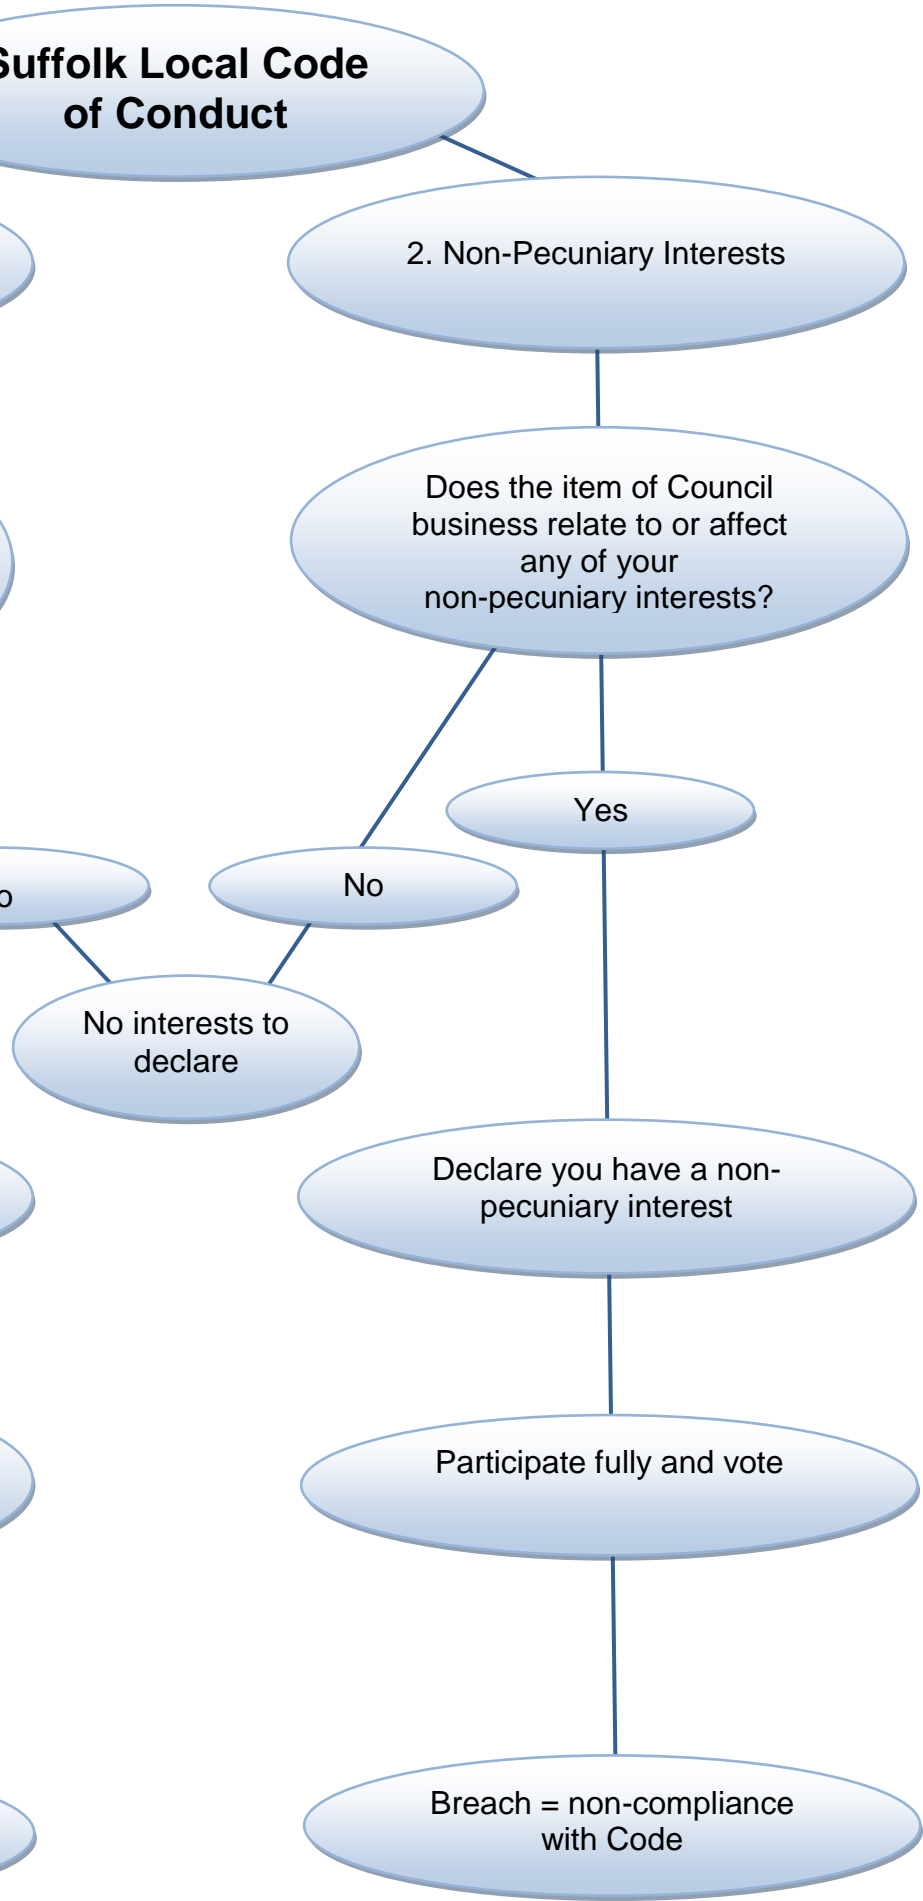 Suffolk Local Code
of Conduct
2. Non-Pecuniary Interests
Does the item of Council
business relate to or affect
any of your
non-pecuniary interests?
Yes
No
o
No interests to
declare
Declare you have a non-
pecuniary interest
Participate fully and vote
Breach = non-compliance
with Code